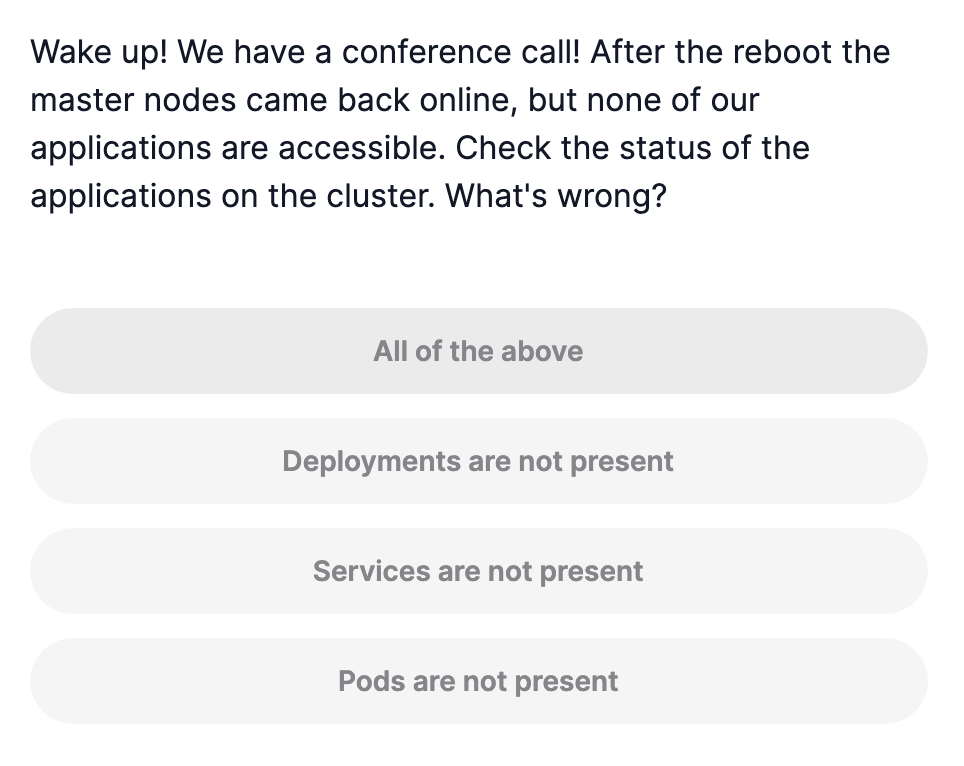 Wake up! We have a conference call! After the reboot the
master nodes came back online, but none of our
applications are accessible. Check the status of the
applications on the cluster. What's wrong?
All of the above
Deployments are not present
Services are not present
Pods are not present